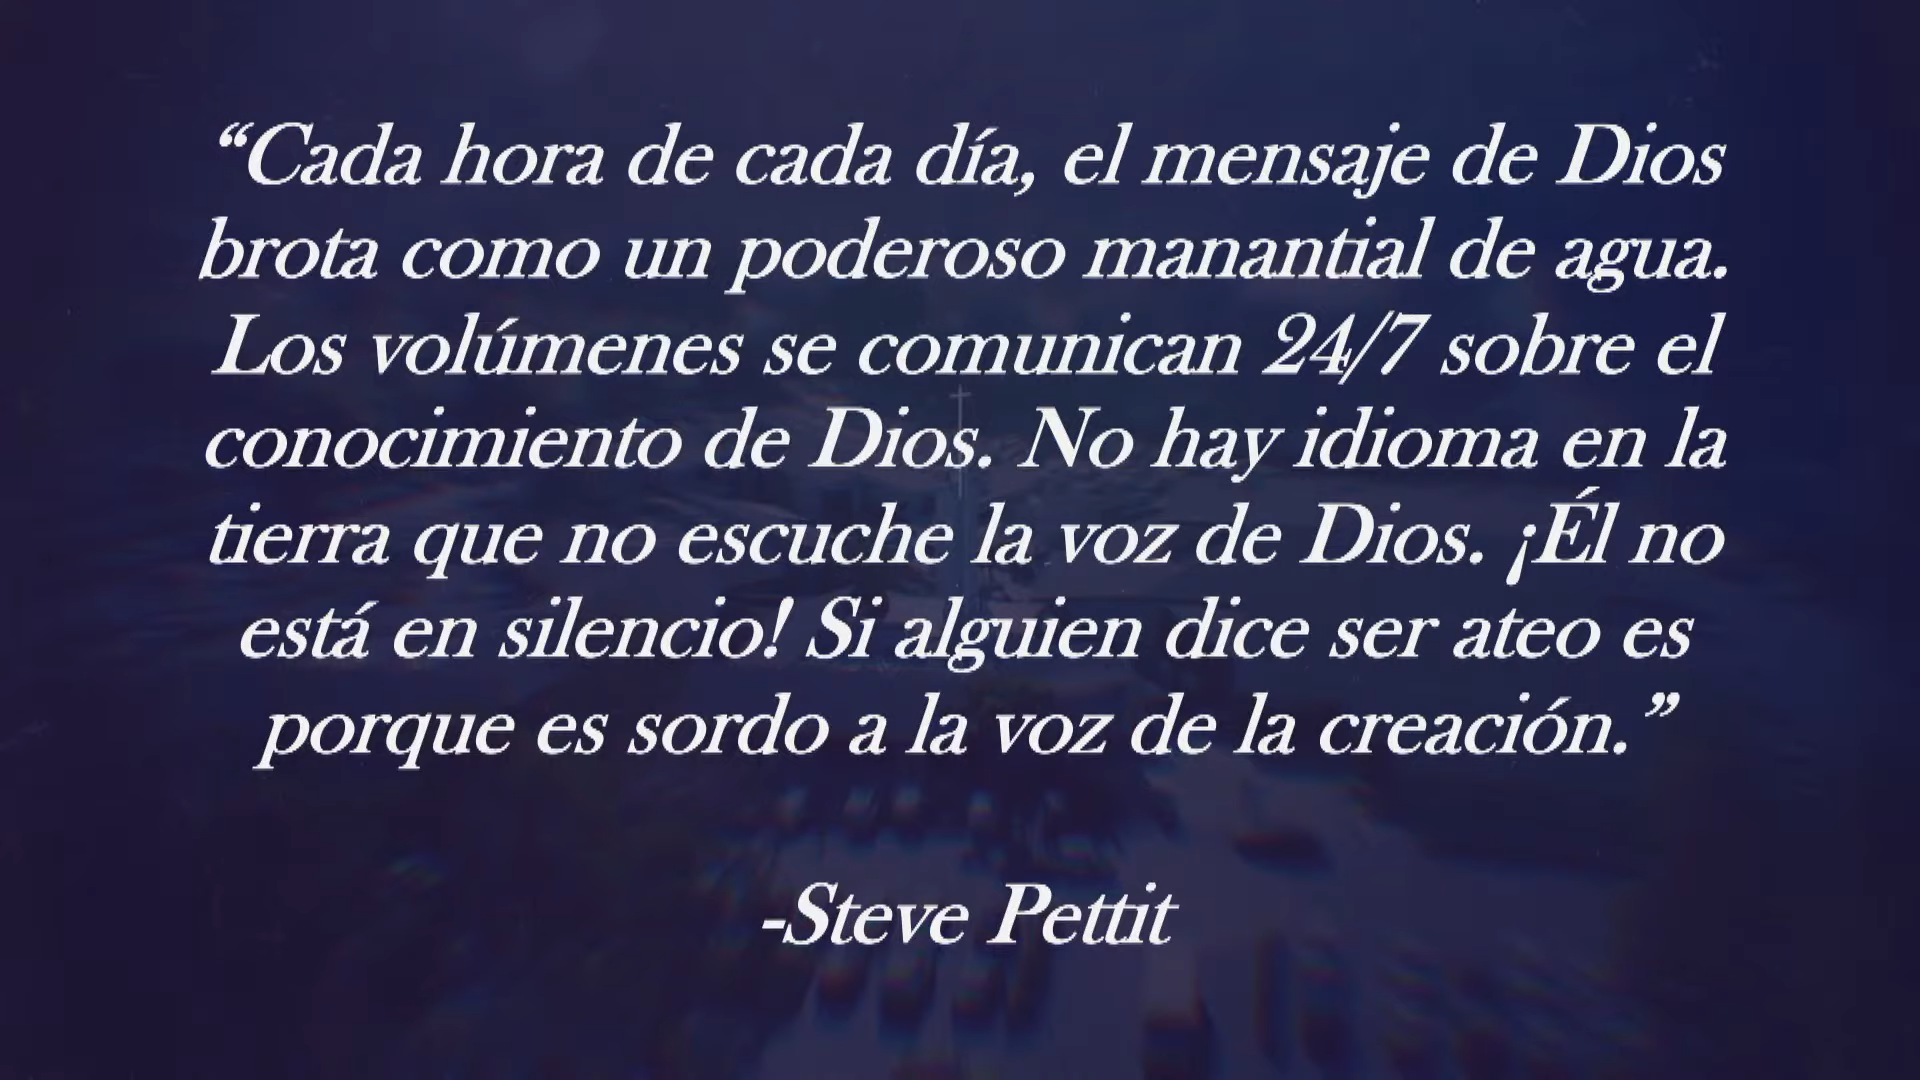 “Cada hora de cada día, el mensaje de Dios
brota como un poderoso manantial de agua.
Los volúmenes se comunican 24/7 sobre el
conocimiento de Dios. No hay idioma en la
tierra que no escuche la voz de Dios. ¡Él no
está en silencio! Si alguien dice ser ateo es
porque es sordo a la voz de la creación.”
-Steve Pettit